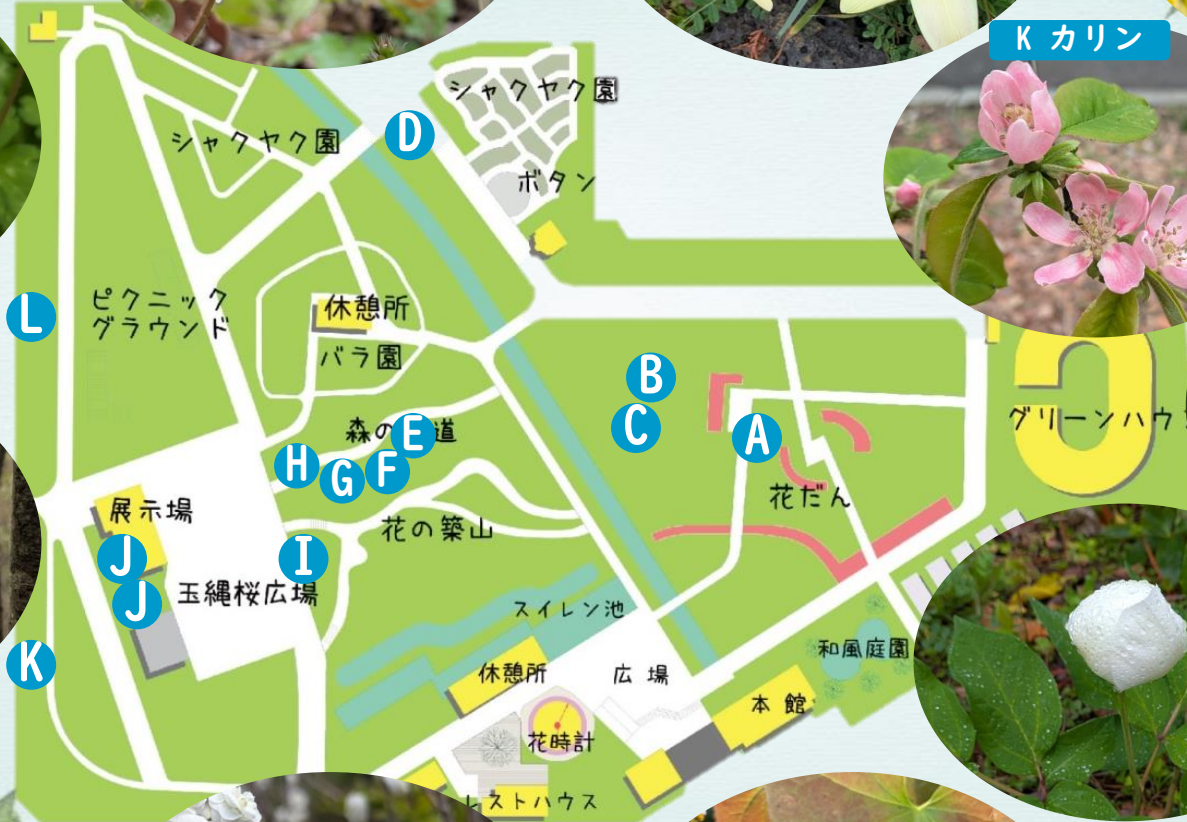 K カリン
シャクヤク園
D
シャクヤク園
ボタン
L
ピクニック
グラウンド
休憩所
バラ園
B
C
A
グリーンハウ
森の
E
道
H
G
F
花だん
展示場
花の築山
J
I
J
玉縄桜広場
スイレン池
K
休憩所
広場
和風庭園
本館
花時計
レストハウス